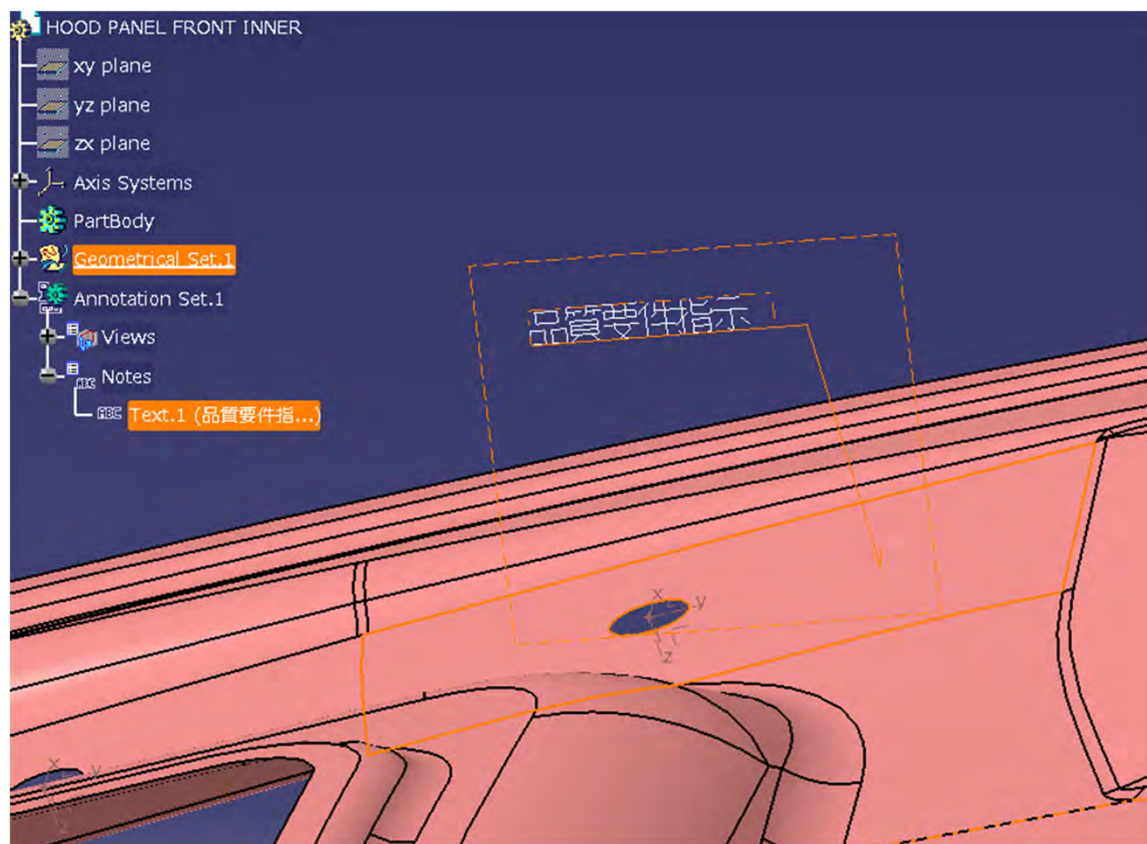 HOOD PANEL FRONT INNER
xy plane
yz plane
zx plane
Axis Systems
PartBody
Geometrical Set.1
Annotation Set.1
Views
Notes
ABC Text.1 (品質要件指...)
品質要件指示
x
y
z
x
y
z